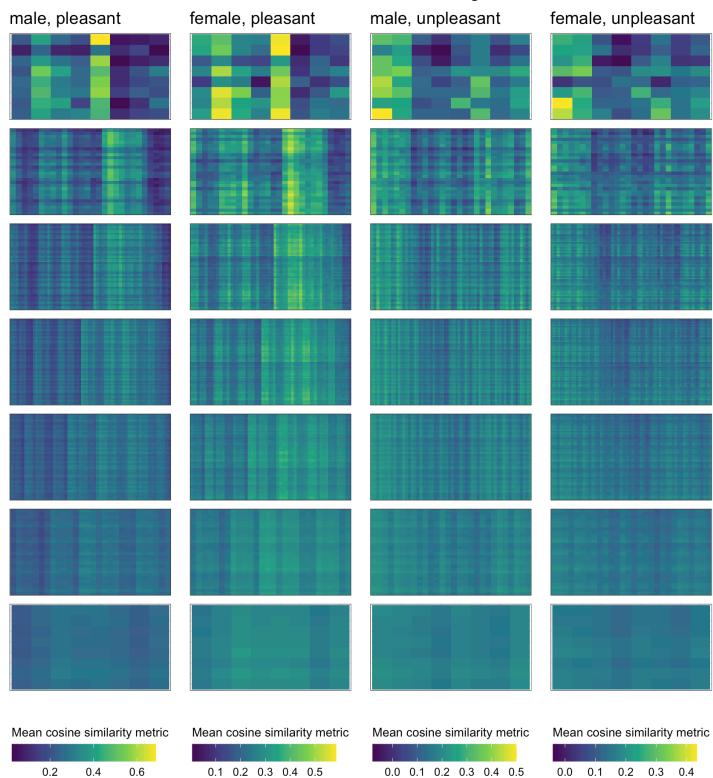 male, pleasant female, pleasant male, unpleasant female, unpleasant
Mean cosine similarity metric Mean cosine similarity metric Mean cosine similarity metric Mean cosine similarity metric
0.2 0.4 0.6 0.1 0.2 0.3 0.4 0.5 0.0 0.1 0.2 0.3 0.4 0.5 0.0 0.1 0.2 0.3 0.4